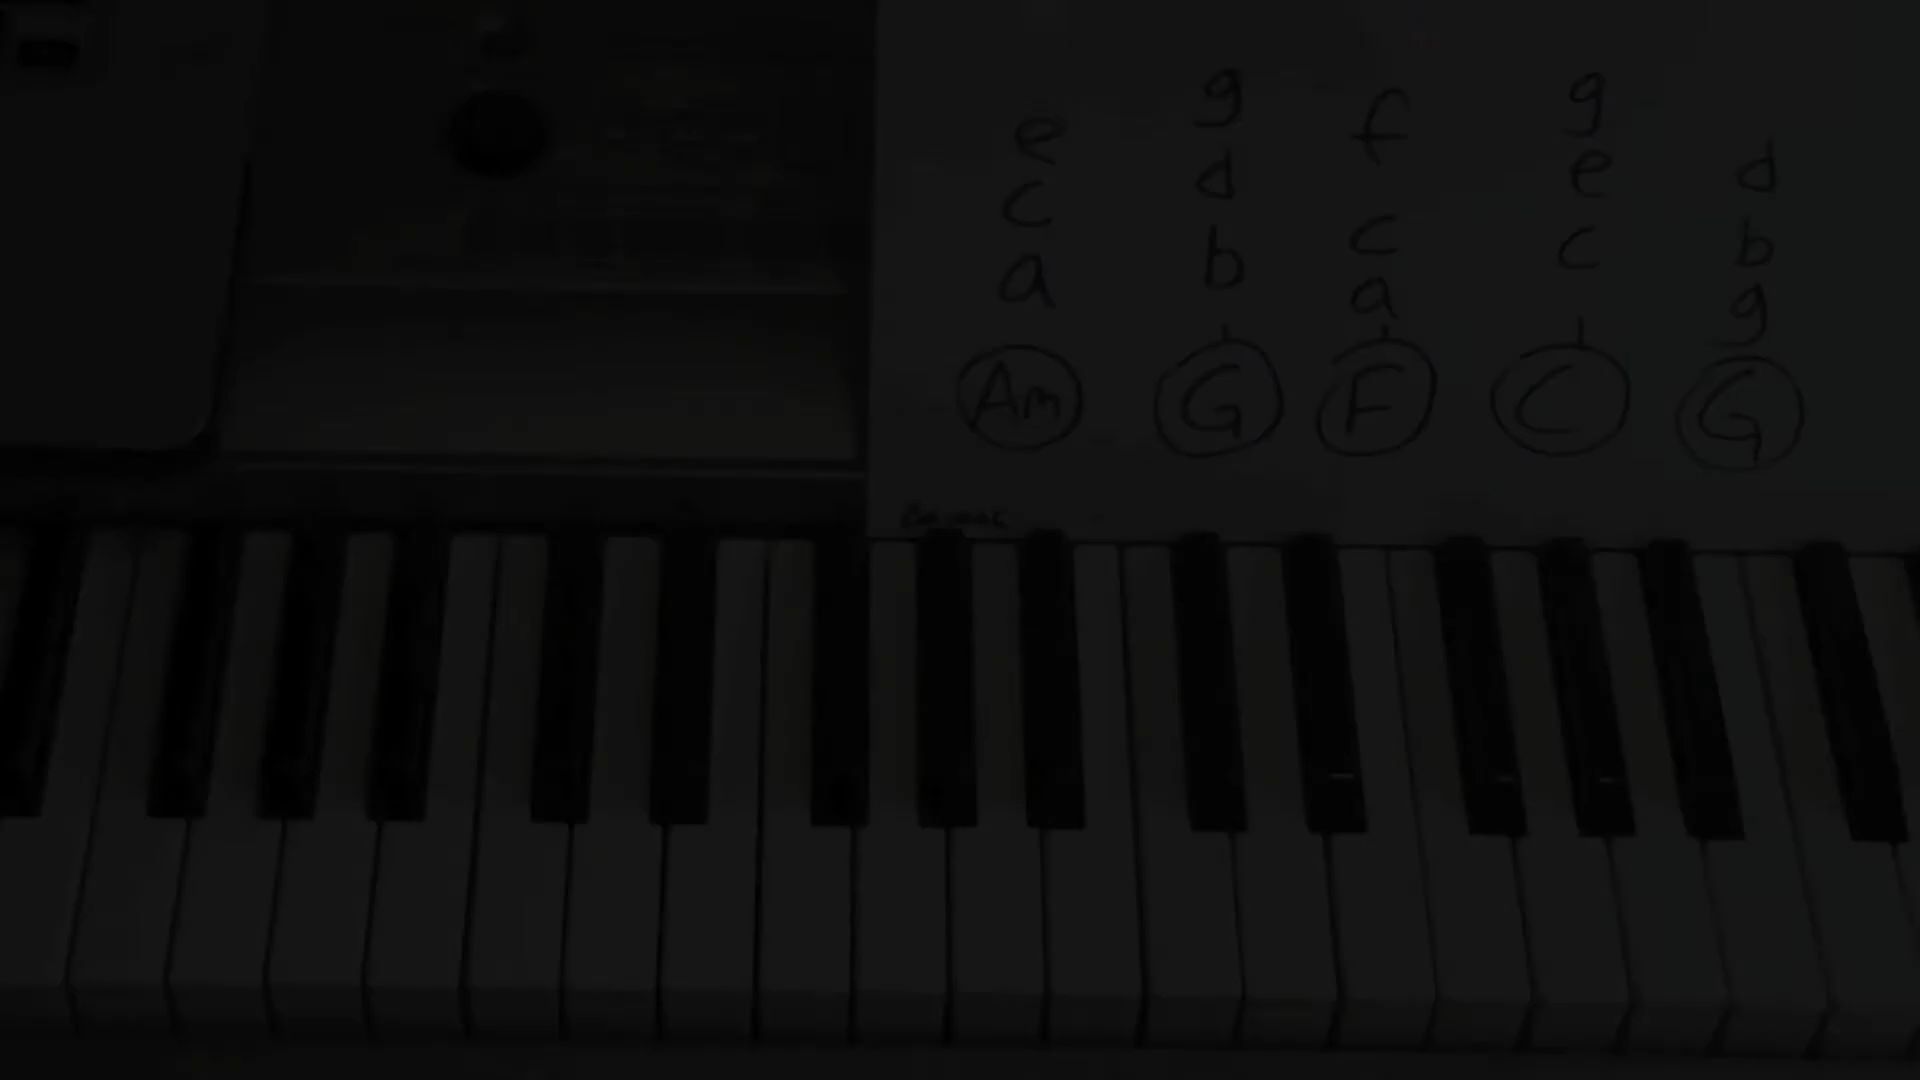 g f g
e d c e d
c b a c b
a g
Am G F C G